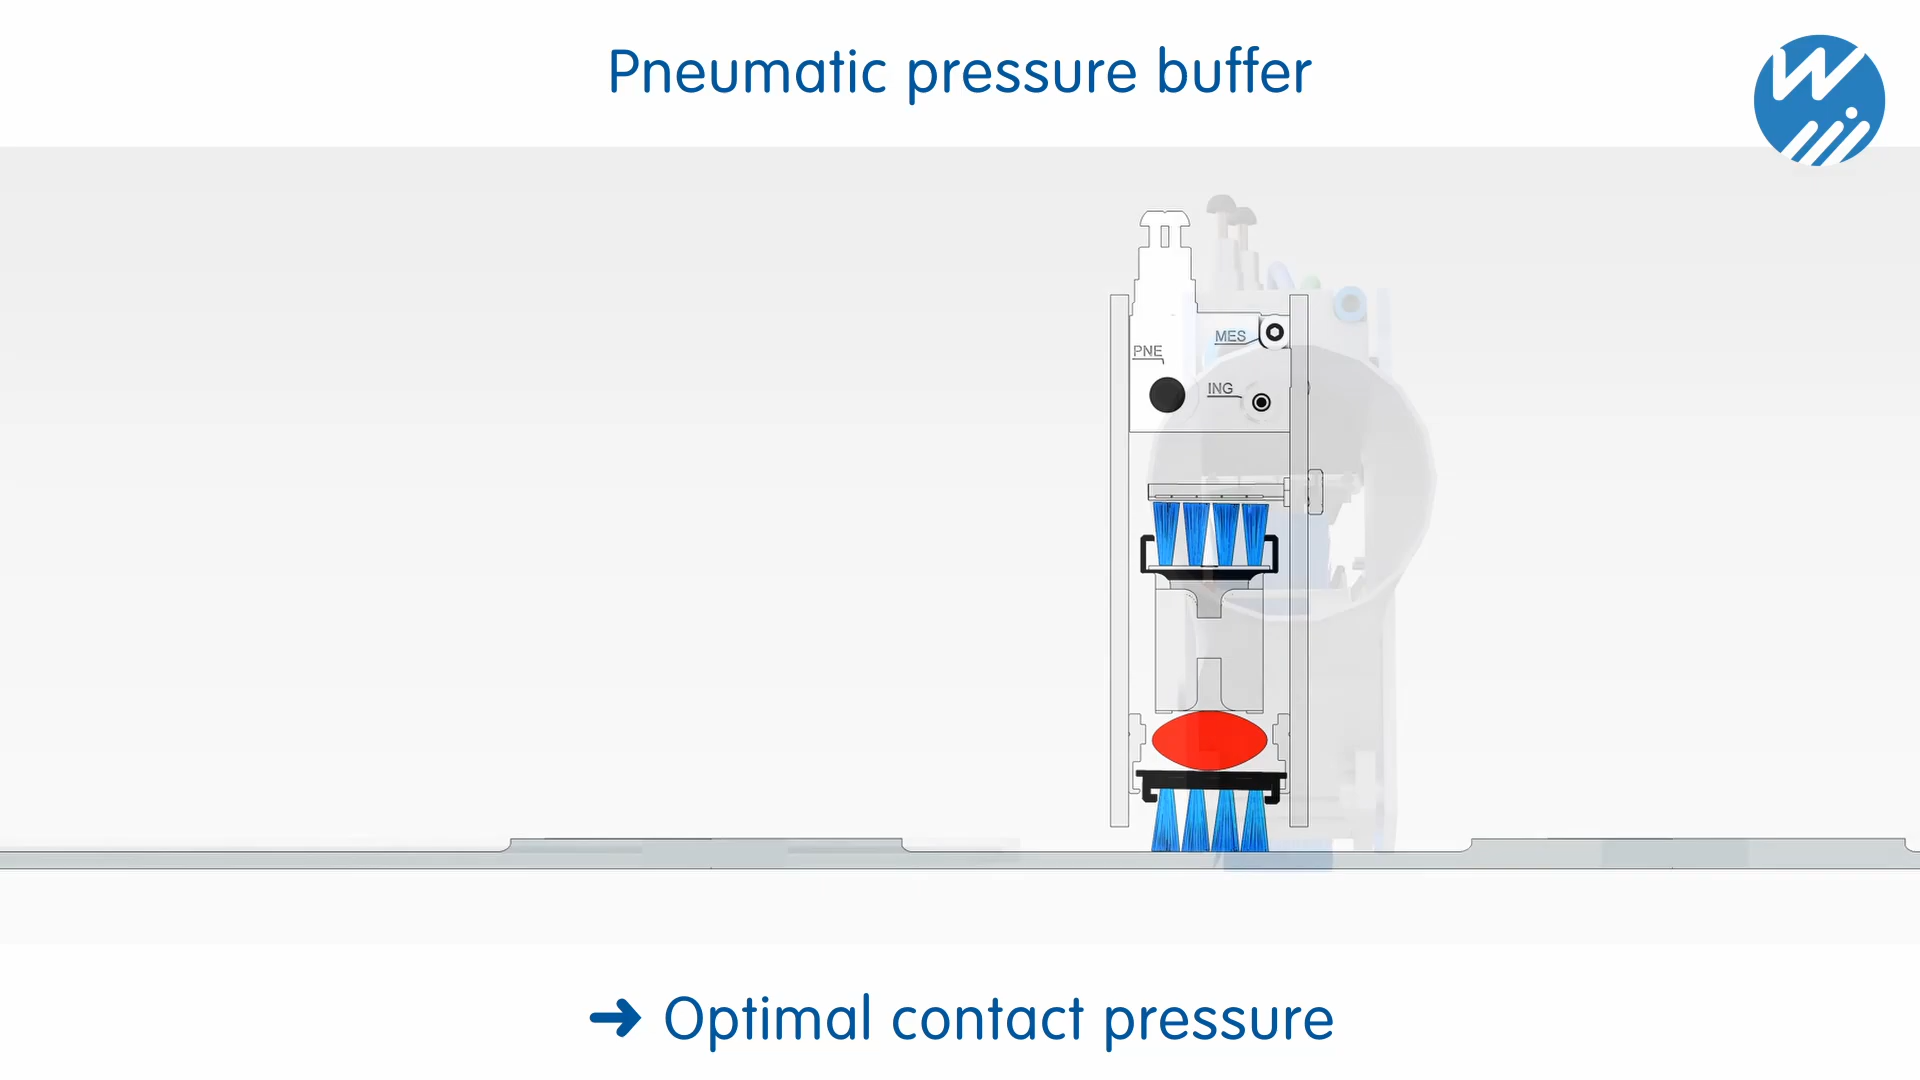 Pneumatic pressure buffer
W
MES
PNE
ING
➔ Optimal contact pressure